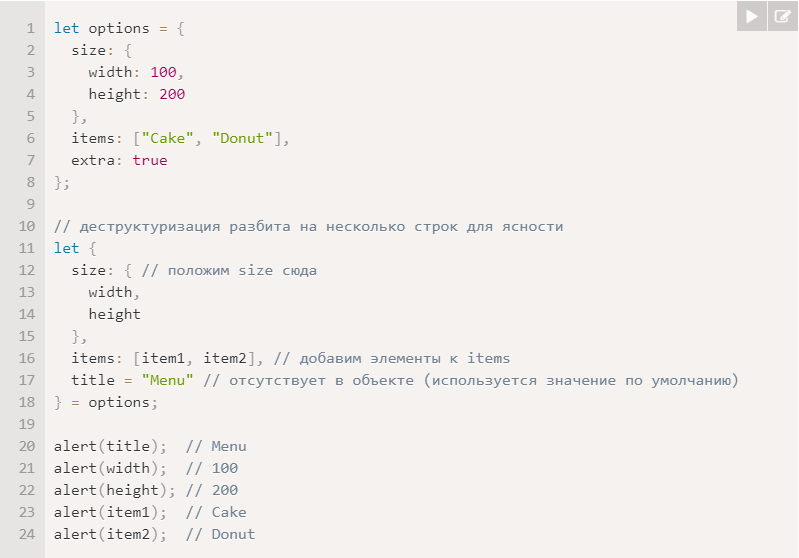 1 let options = {
2   size: {
3     width: 100,
4     height: 200
5   },
6   items: ["Cake", "Donut"],
7   extra: true
8 };
9
10 // деструктуризация разбита на несколько строк для ясности
11 let {
12   size: { // положим size сюда
13     width,
14     height
15   },
16   items: [item1, item2], // добавим элементы к items
17   title = "Menu" // отсутствует в объекте (используется значение по умолчанию)
18 } = options;
19
20 alert(title);  // Menu
21 alert(width);  // 100
22 alert(height); // 200
23 alert(item1);  // Cake
24 alert(item2);  // Donut